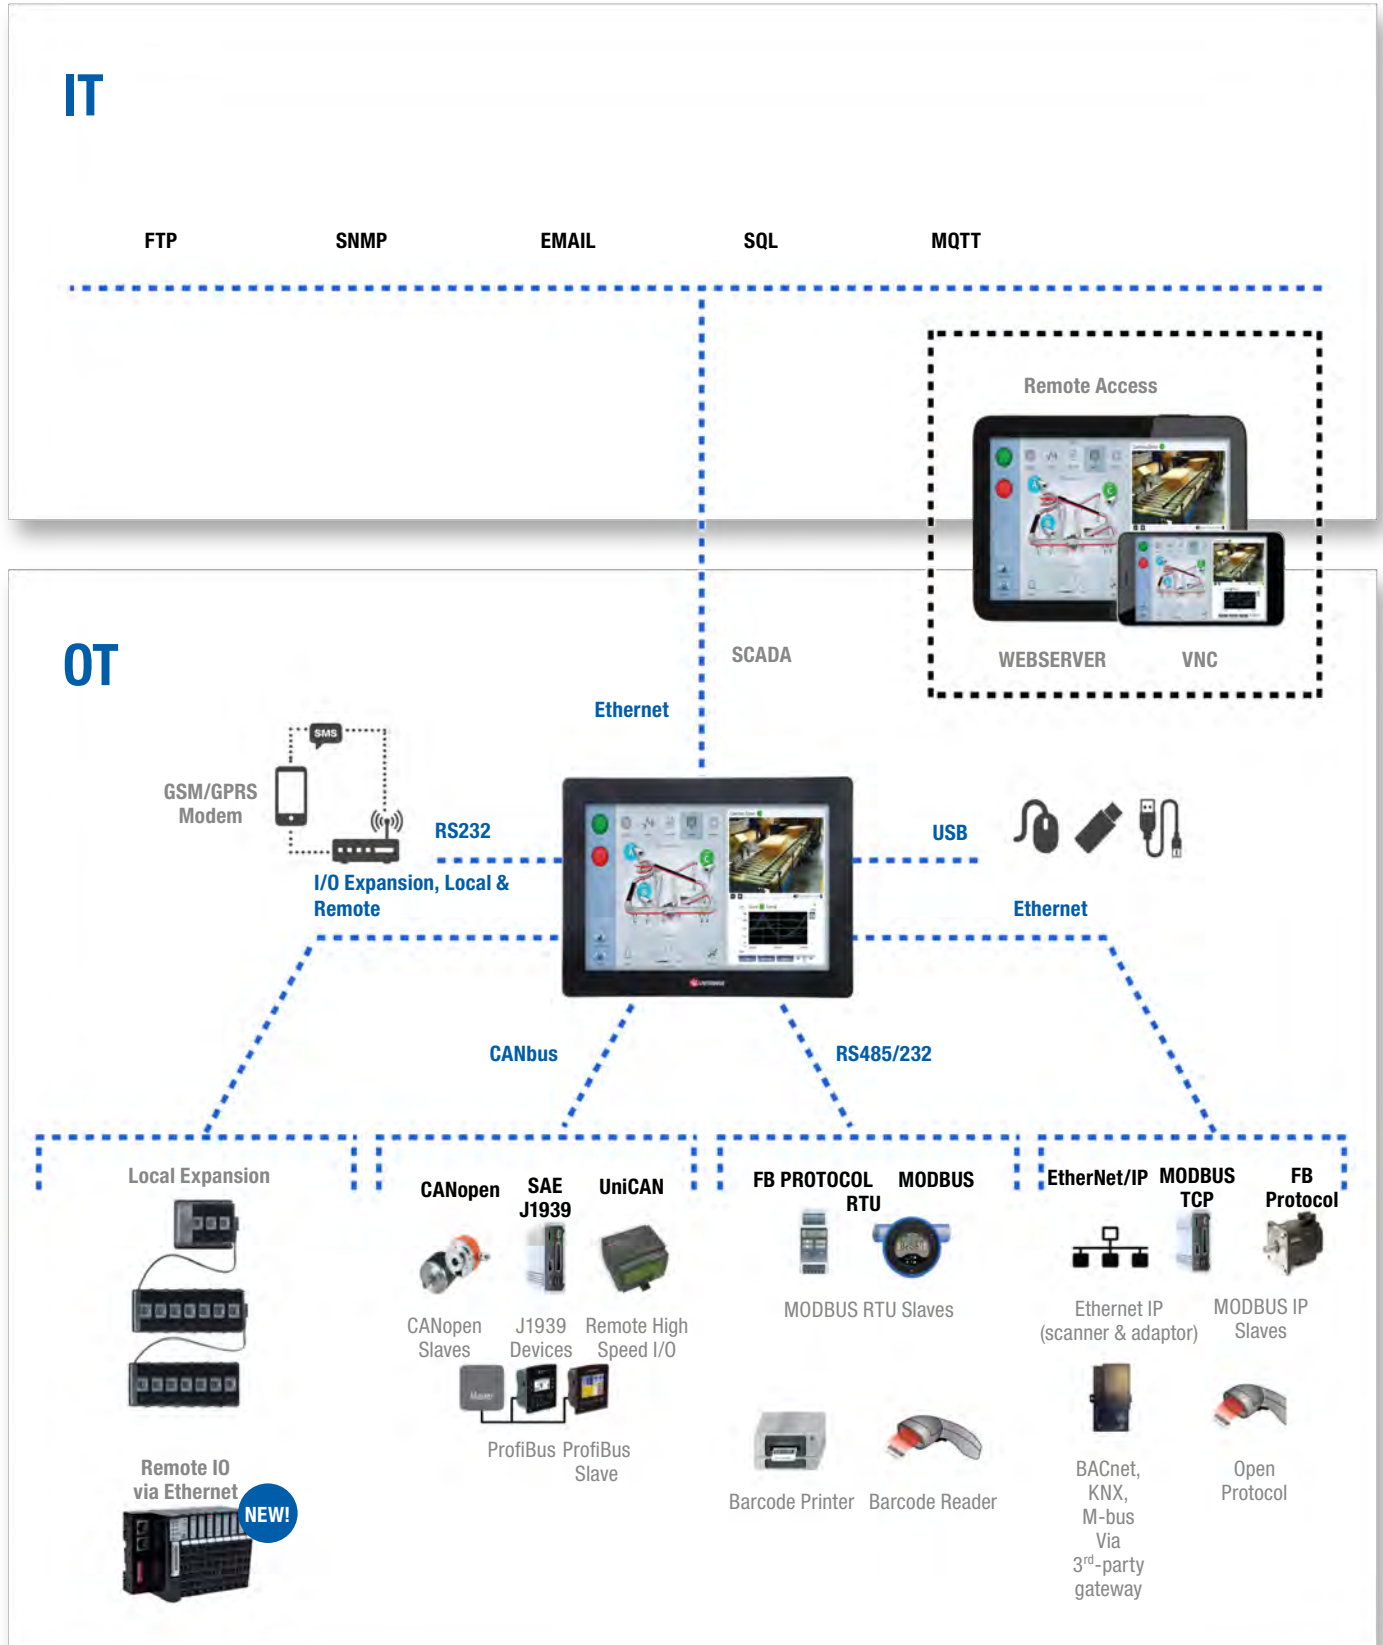 IT
FTP
SNMP
EMAIL
SQL
MQTT
Remote Access
WEBSERVER
VNC
OT
SCADA
Ethernet
SMS
GSM/GPRS
Modem
RS232
USB
I/O Expansion, Local &
Remote
Ethernet
CANbus
RS485/232
Local Expansion
Remote IO
via Ethernet
NEW!
CANopen
SAE
J1939
UniCAN
CANopen
Slaves
J1939
Devices
Remote High
Speed I/O
Master
ProfiBus ProfiBus
Slave
FB PROTOCOL MODBUS
RTU
MODBUS RTU Slaves
Barcode Printer
Barcode Reader
EtherNet/IP
MODBUS
TCP
FB
Protocol
Ethernet IP
(scanner & adaptor)
MODBUS IP
Slaves
BACnet,
KNX,
M-bus
Via
3rd-party
gateway
Open
Protocol